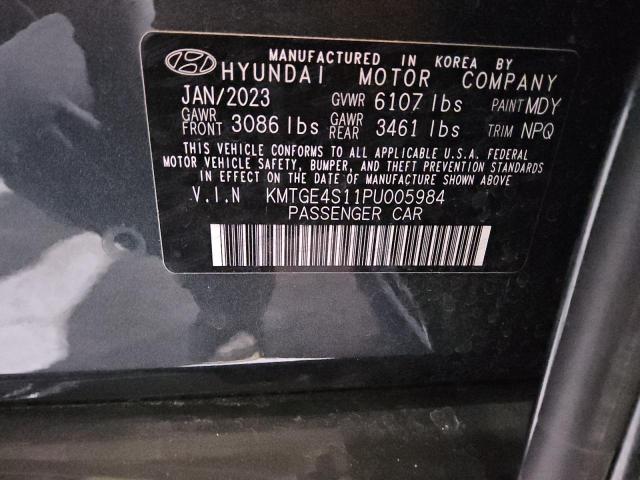 MANUFACTURED IN KOREA BY
HYUNDAI MOTOR COMPANY
JAN/2023 GVWR 6107 lbs PAINT MDY
GAWR FRONT 3086 lbs GAWR REAR 3461 lbs TRIM NPQ
THIS VEHICLE CONFORMS TO ALL APPLICABLE U.S.A. FEDERAL
MOTOR VEHICLE SAFETY, BUMPER, AND THEFT PREVENTION STANDARDS
IN EFFECT ON THE DATE OF MANUFACTURE SHOWN ABOVE
V.I.N KMTGE4S11PU005984
PASSENGER CAR